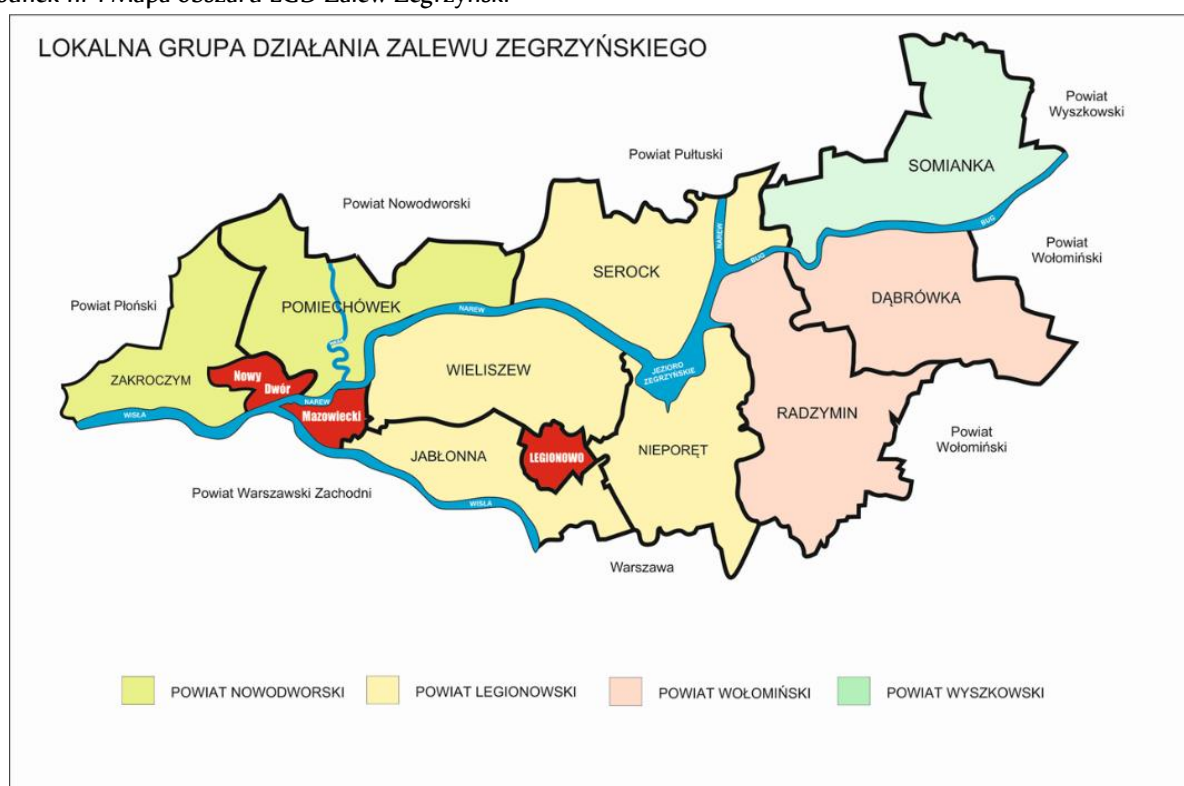 LOKALNA GRUPA DZIAŁANIA ZALEWU ZEGRZYŃSKIEGO
Powiat
Wyszkowski
Powiat Pułtuski
SOMIANKA
Powiat Nowodworski
NAREW
BUG
Powiat
Wołomiński
BUG
SEROCK
DĄBRÓWKA
Powiat Płoński
POMIECHÓWEK
NAREW
WIELISZEW
JEZIORO
ZEGRZYŃSKIE
ZAKROCZYM
Nowy
Dwór
NAREW
Mazowiecki
WISŁA
RADZYMIN
Powiat
Wołomiński
JABŁONNA
LEGIONOWO
NIEPORĘT
Powiat Warszawski Zachodni
WISŁA
Warszawa
POWIAT NOWODWORSKI
POWIAT LEGIONOWSKI
POWIAT WOŁOMIŃSKI
POWIAT WYSZKOWSKI